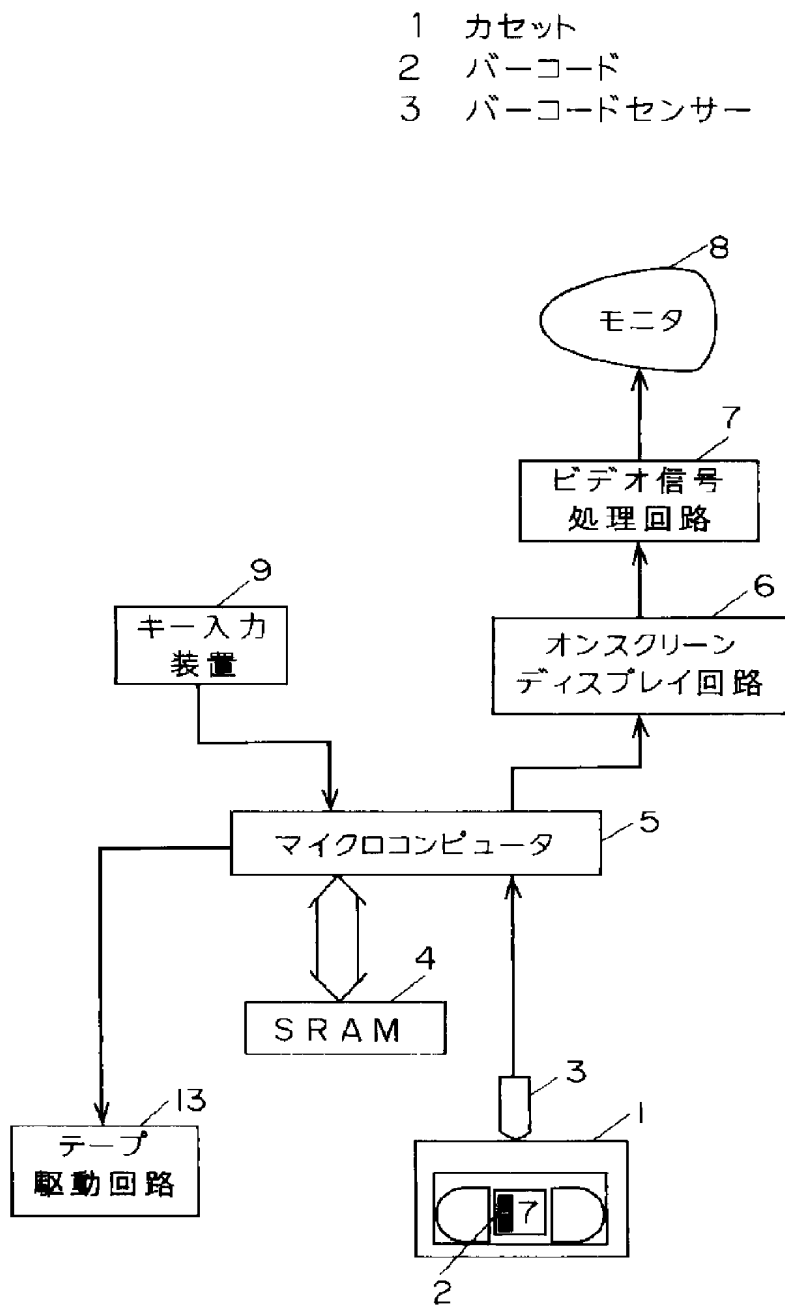 1 カセット
2 バーコード
3 バーコードセンサー
8
モニタ
7
ビデオ信号
処理回路
9
6
キー入力
装置
オンスクリーン
ディスプレイ回路
5
マイクロコンピュータ
4
SRAM
3
13
1
テープ
駆動回路
7
2